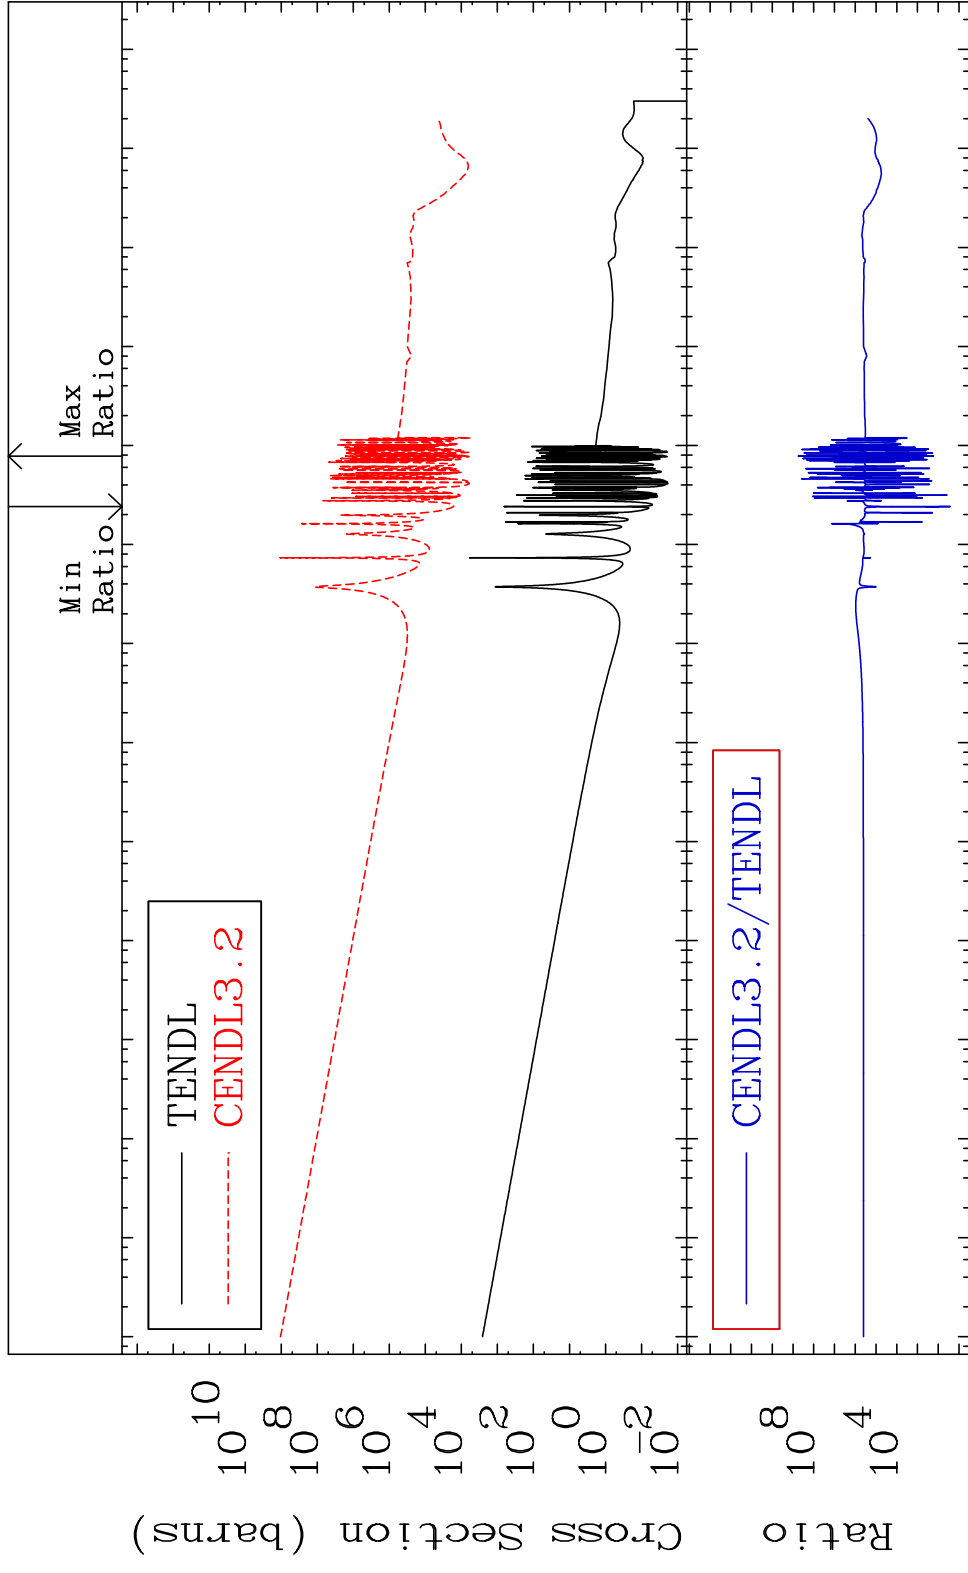 Min
Ratio
Max
Ratio
TENDL
CENDL3.2
10 10
10 8
10 6
10 4
10 2
10 0
10 -2
Cross Section (barns)
CENDL3.2/TENDL
10 8
10 4
Ratio